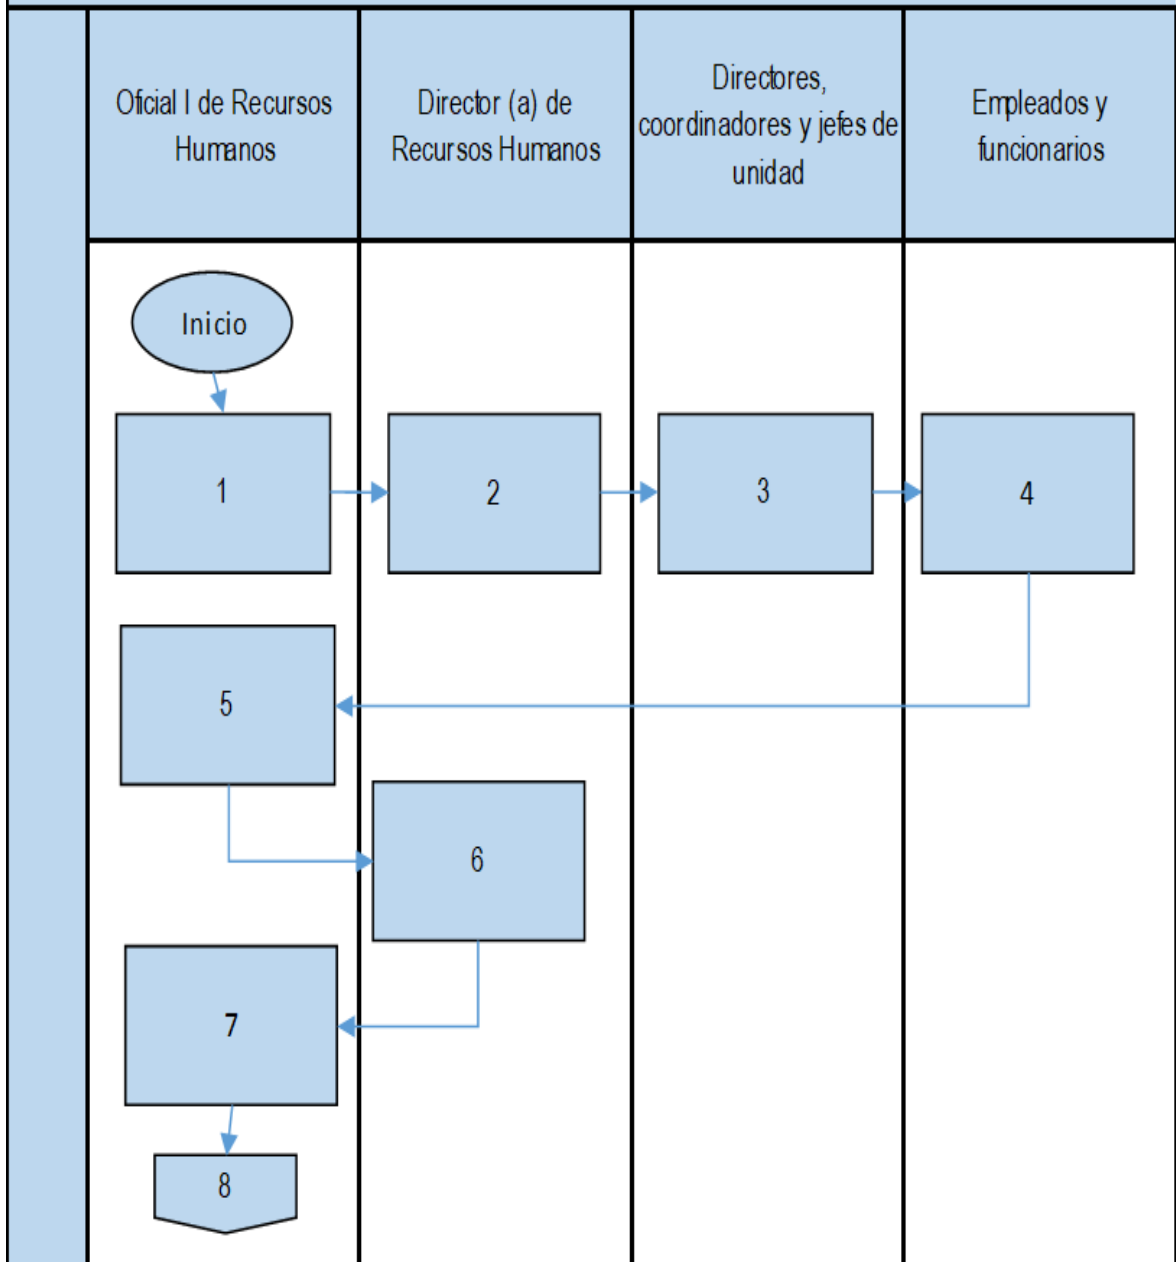 Oficial I de Recursos
Humanos
Director (a) de
Recursos Humanos
Directores,
coordinadores y jefes de
unidad
Empleados y
funcionarios
Inicio
1
2
3
4
5
6
7
8